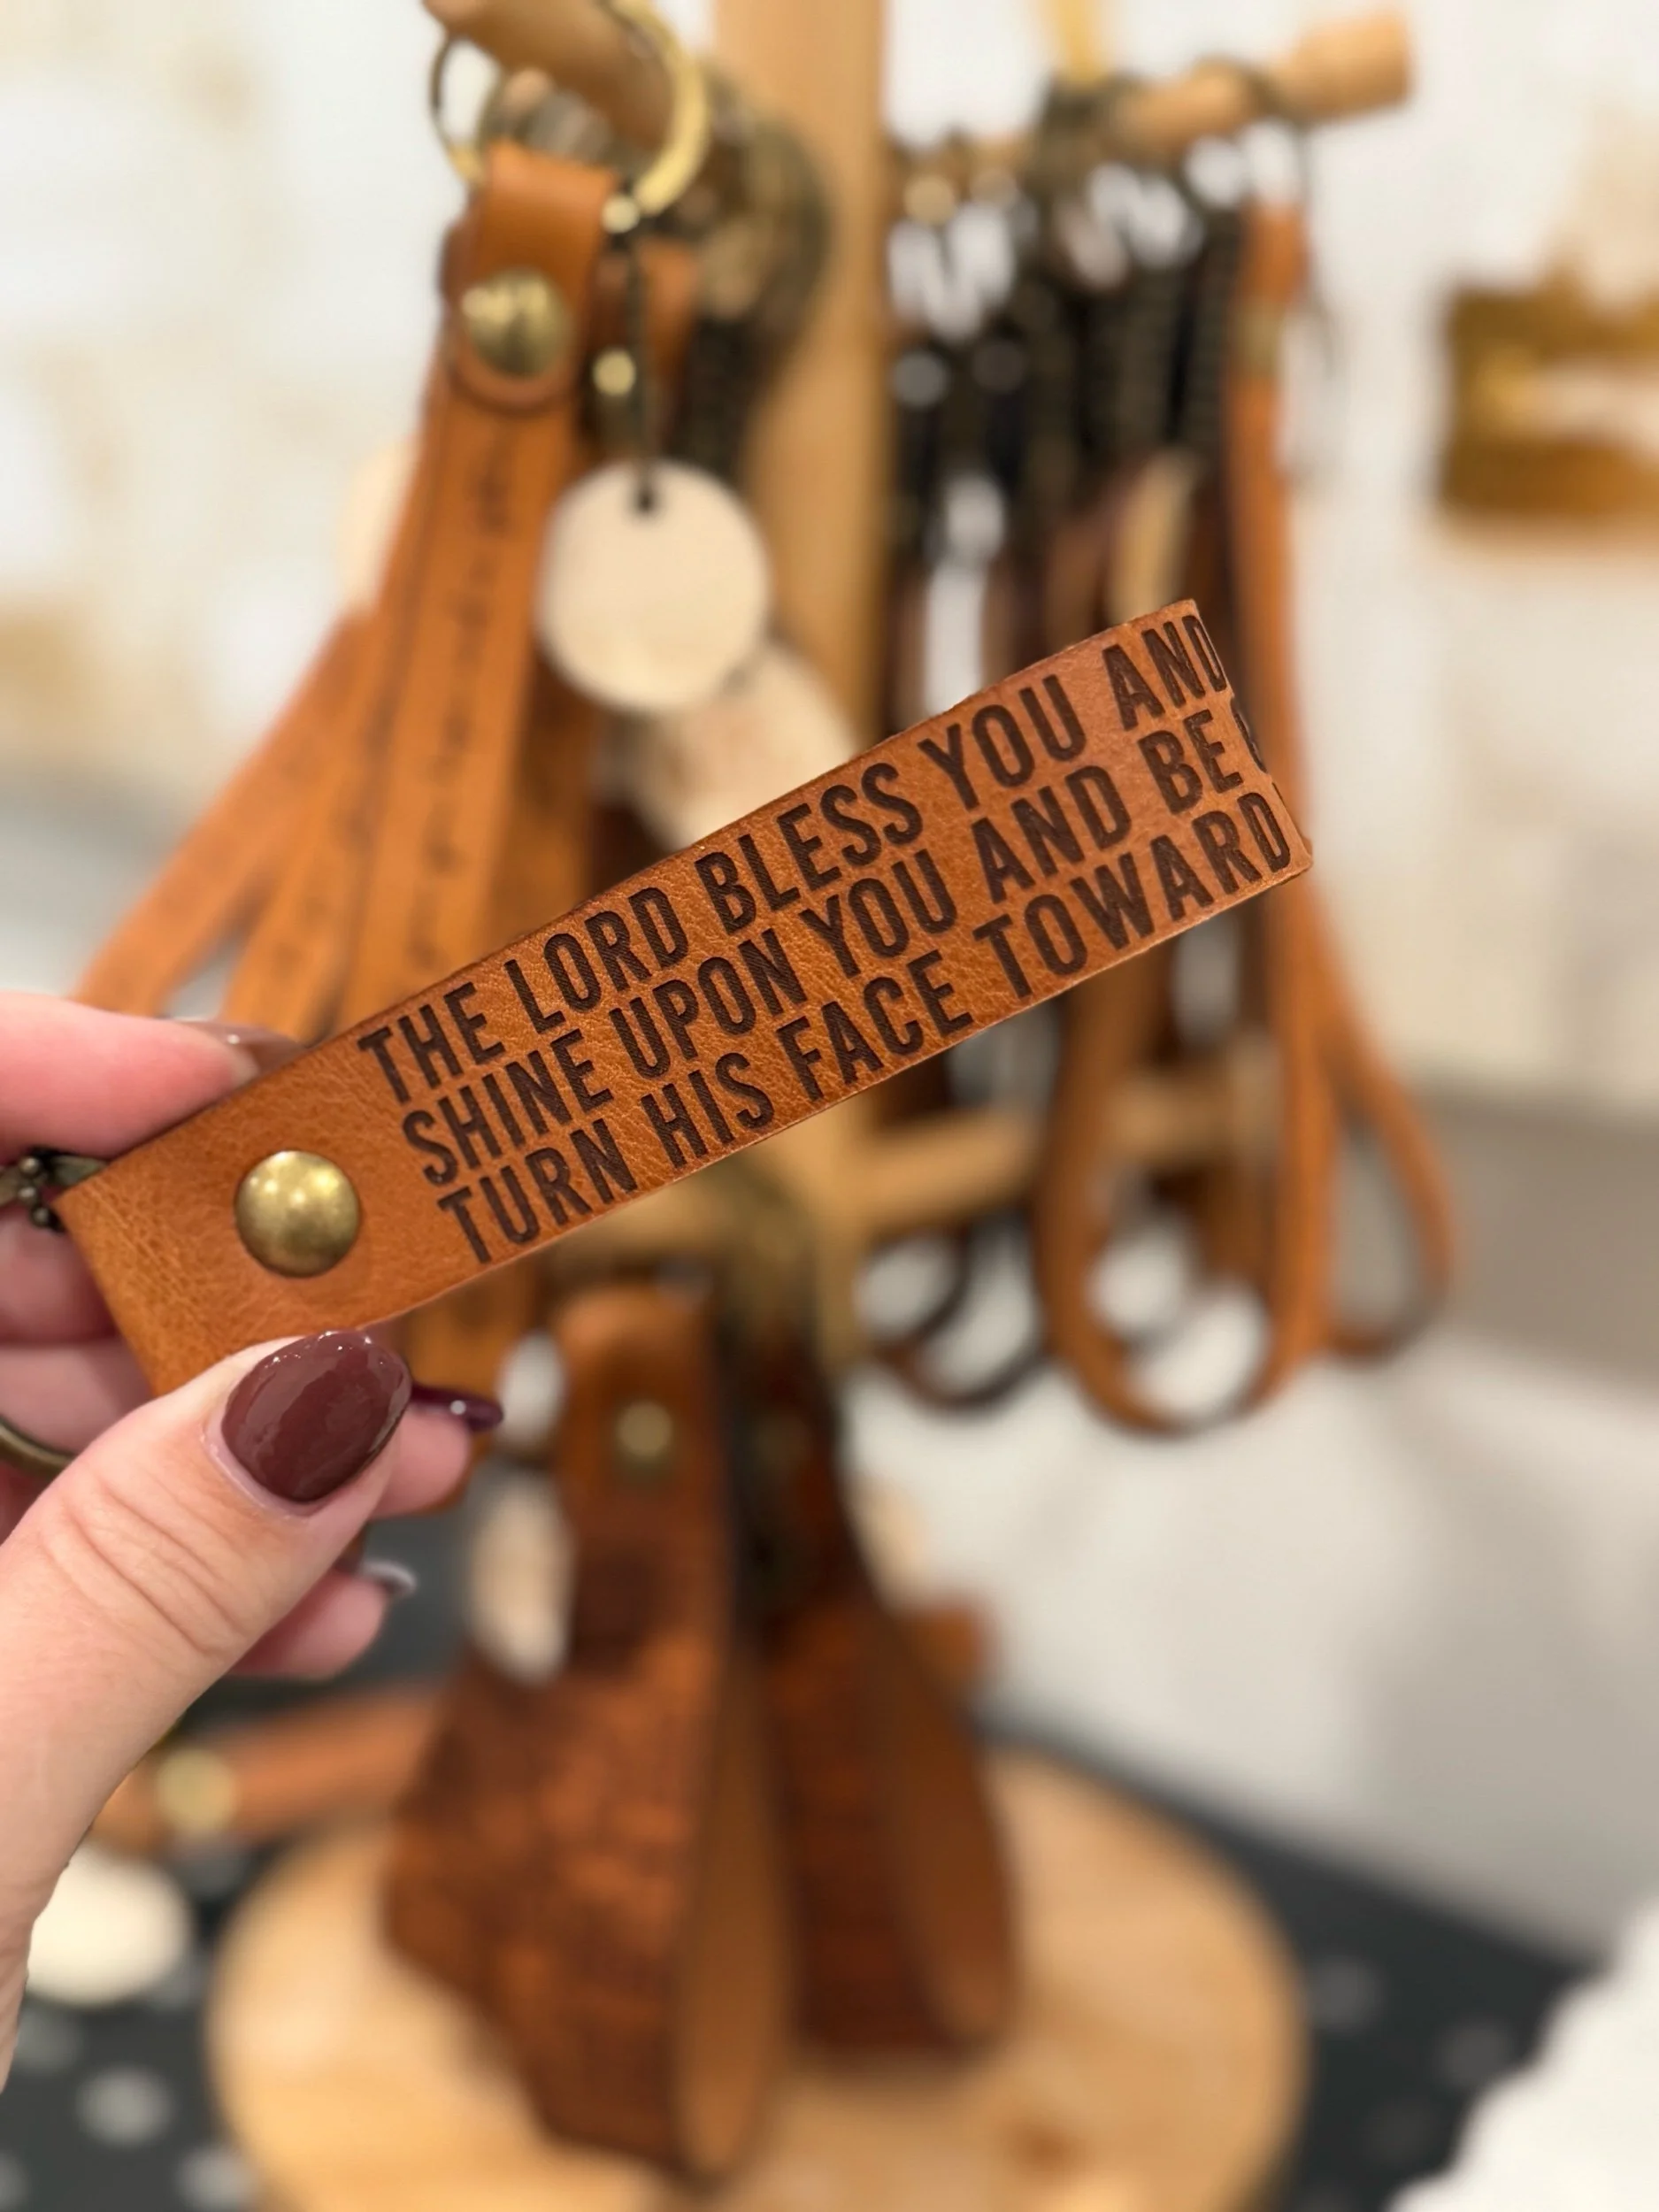 THE LORD BLESS YOU AND
SHINE UPON YOU AND BE
TURN HIS FACE TOWARD